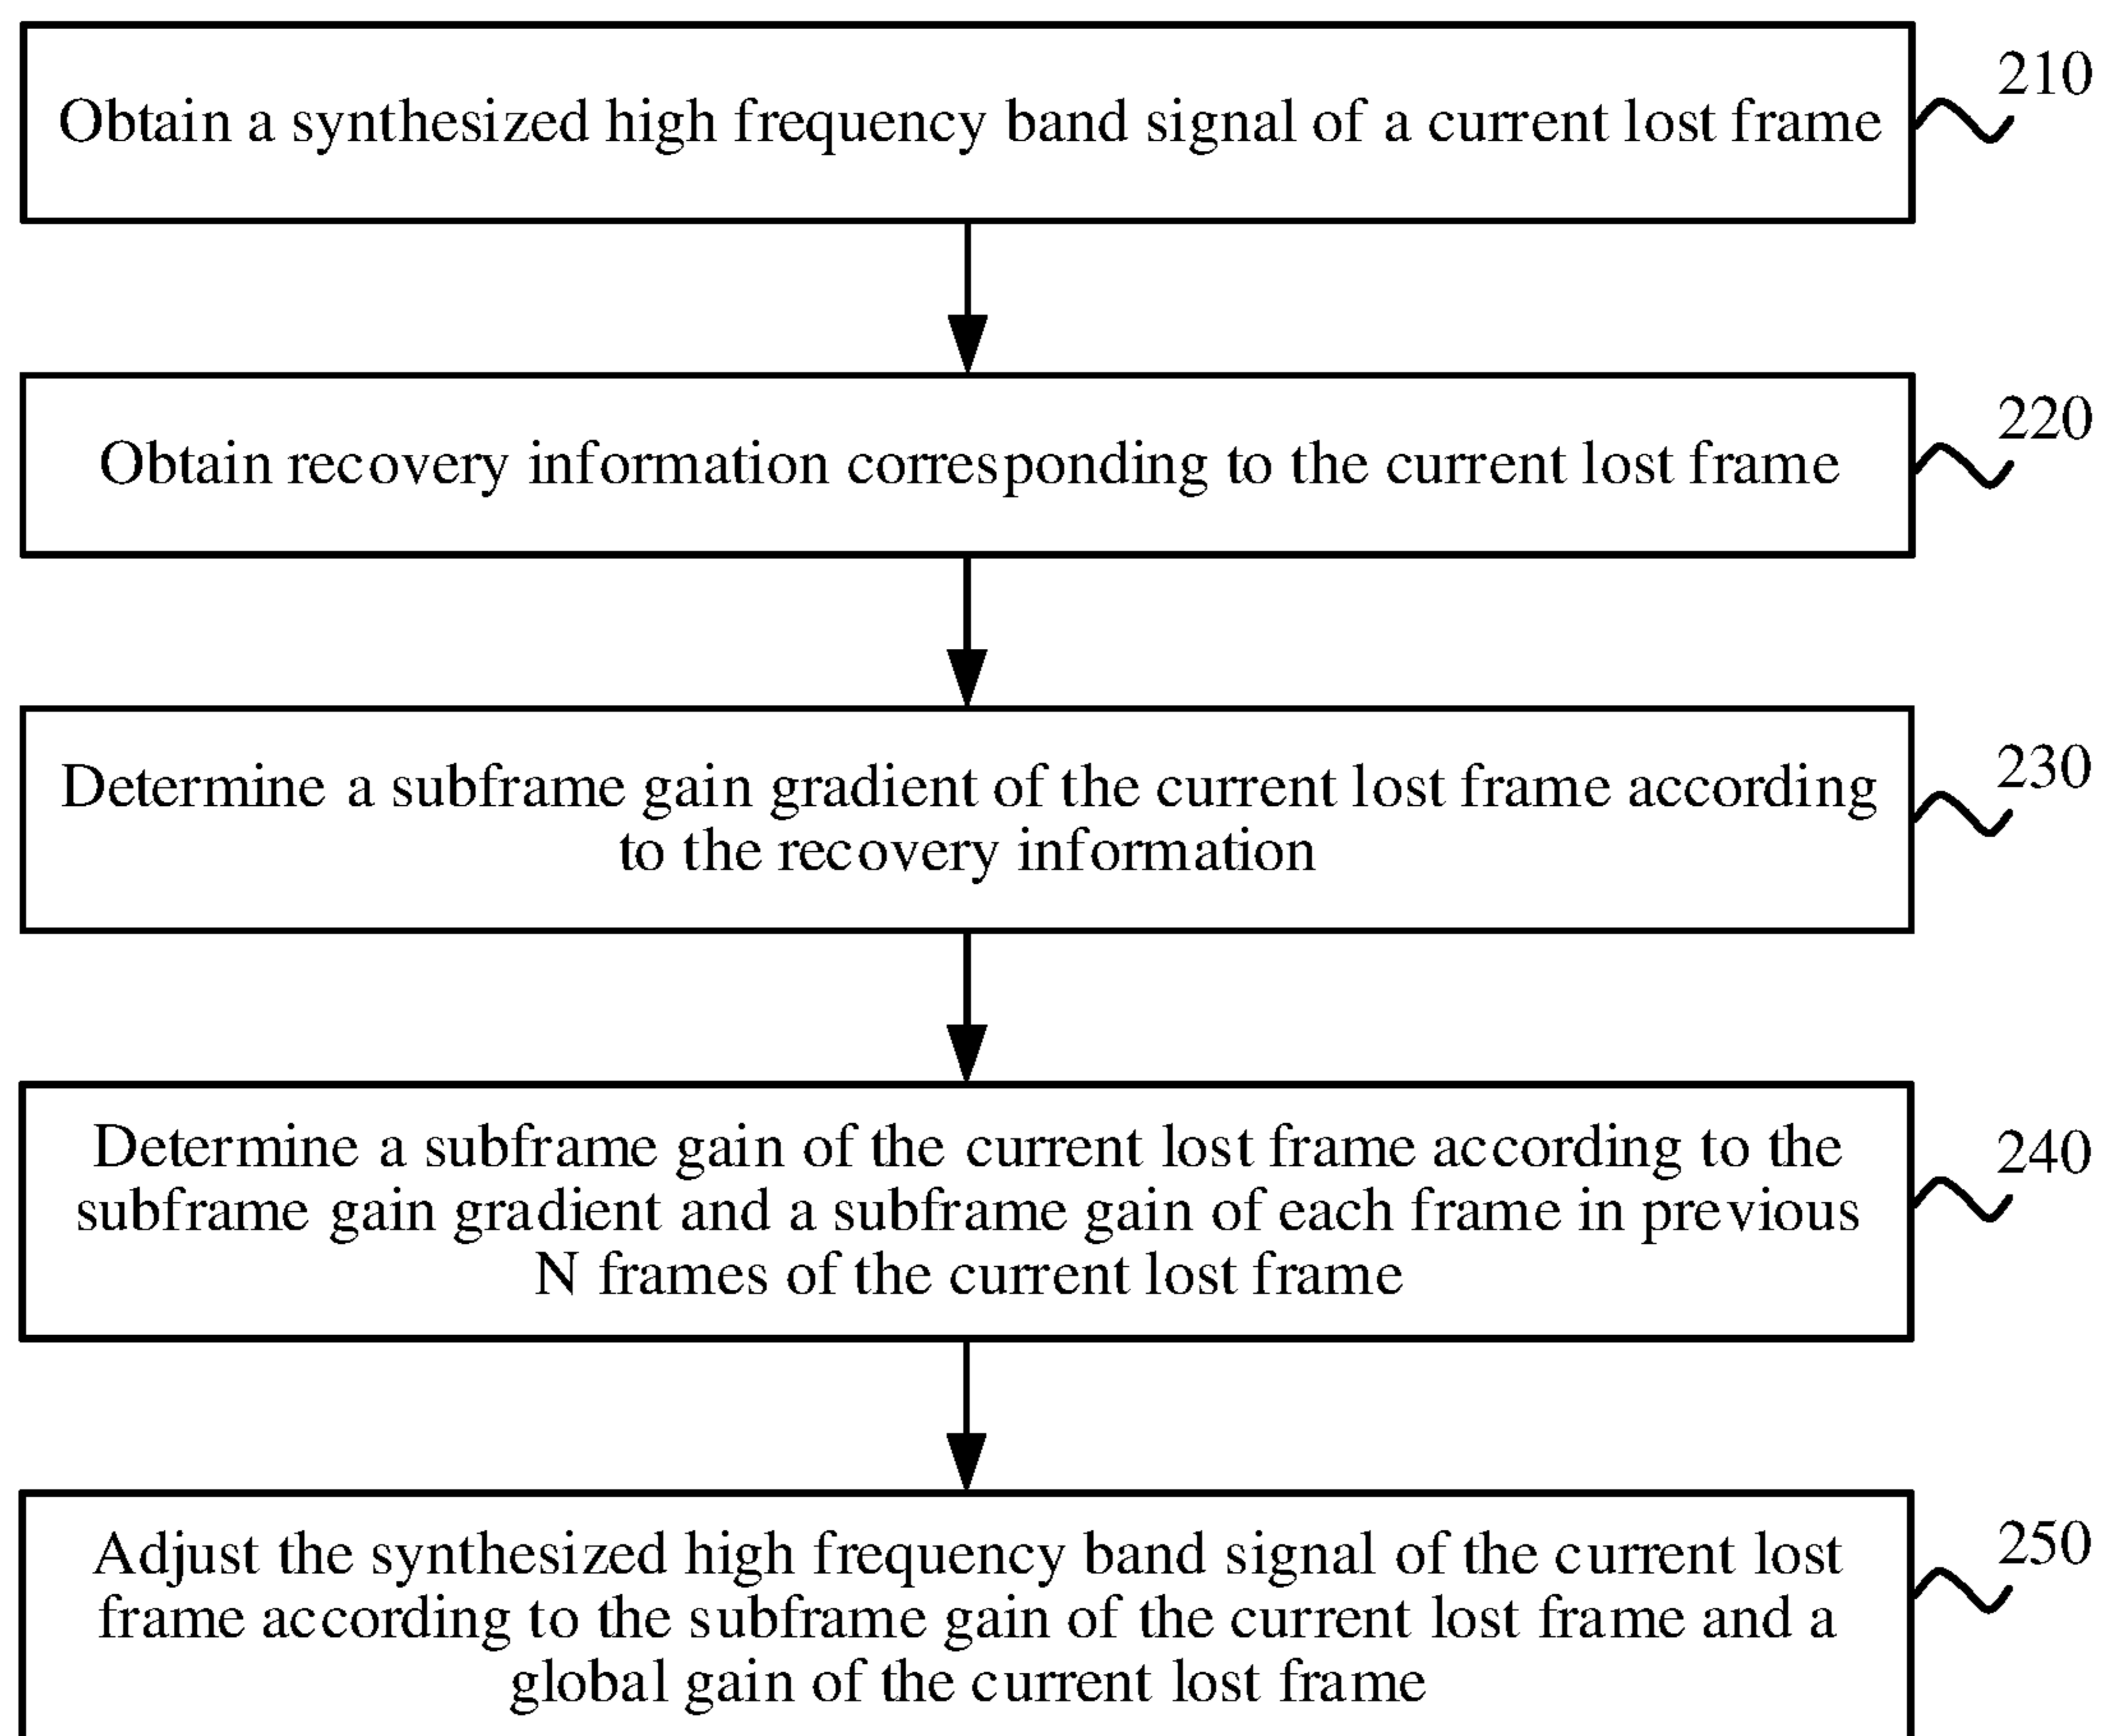 210
Obtain a synthesized high frequency band signal of a current lost frame
220
Obtain recovery information corresponding to the current lost frame
230
Determine a subframe gain gradient of the current lost frame according
to the recovery information
240
Determine a subframe gain of the current lost frame according to the
subframe gain gradient and a subframe gain of each frame in previous
N frames of the current lost frame
250
Adjust the synthesized high frequency band signal of the current lost
frame according to the subframe gain of the current lost frame and a
global gain of the current lost frame